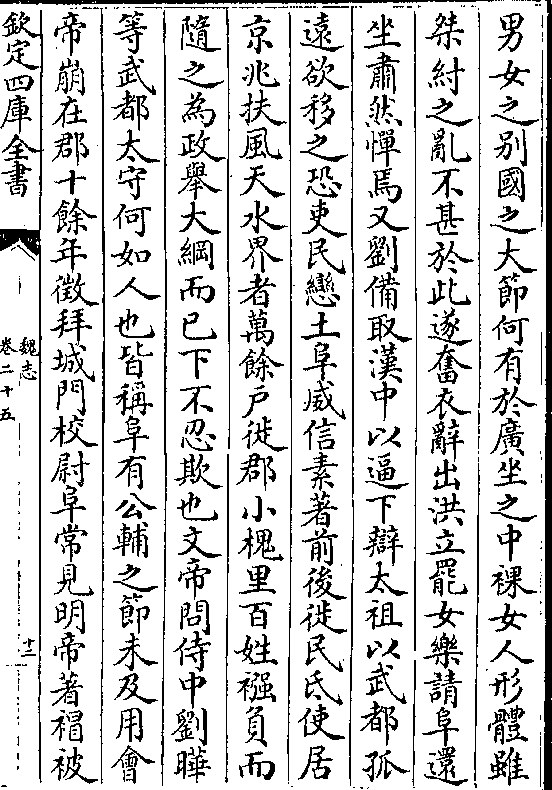 男女之别國之大節何有於廣坐之中裸女人形體雖
桀紂之亂不甚於此遂奮衣辭出洪立罷女樂請阜還
坐肅然憚焉又劉備取漢中以逼下辯太祖以武都孤
遠欲移之恐吏民戀土阜威信素著前後徙民氐使居
京兆扶風天水界者萬餘戶徙郡小槐里百姓襁負而
隨之為政舉大綱而已下不忍欺也文帝問侍中劉曄
等武都太守何如人也皆稱阜有公輔之節未及用會
帝崩在郡十餘年徵拜城門校尉阜常見明帝著㡌被
欽定四庫全書
魏志
卷二十五
十二